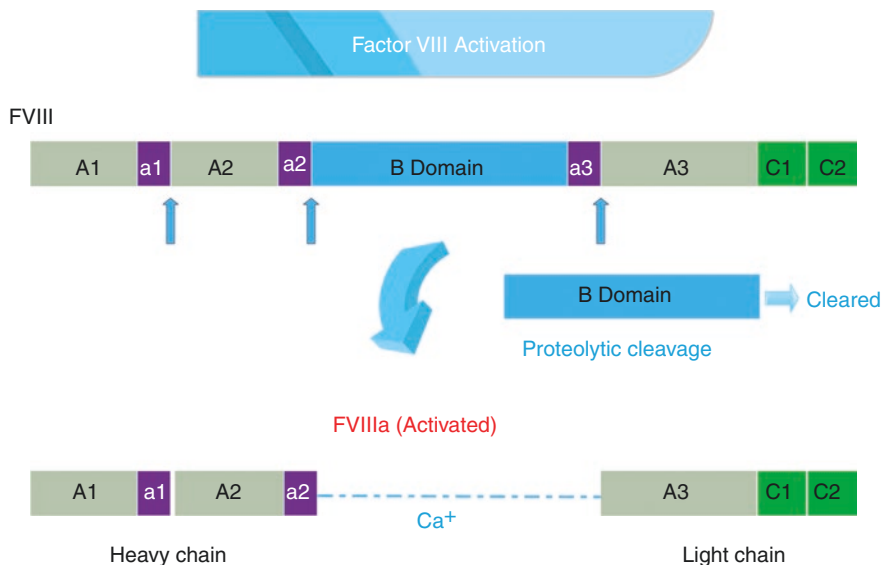 Factor VIII Activation
FVIII
A1 a1 A2 a2 B Domain a3 A3 C1 C2
B Domain
Cleared
Proteolytic cleavage
FVIIIa (Activated)
A1 a1 A2 a2 A3 C1 C2
Ca⁺
Heavy chain Light chain